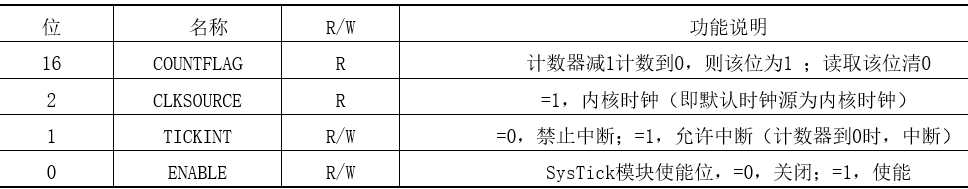 位 名称 R/W 功能说明
16 COUNTFLAG R 计数器减1计数到0，则该位为1 ；读取该位清0
2 CLKSOURCE R =1，内核时钟（即默认时钟源为内核时钟）
1 TICKINT R/W =0，禁止中断；=1，允许中断（计数器到0时，中断）
0 ENABLE R/W SysTick模块使能位，=0，关闭；=1，使能